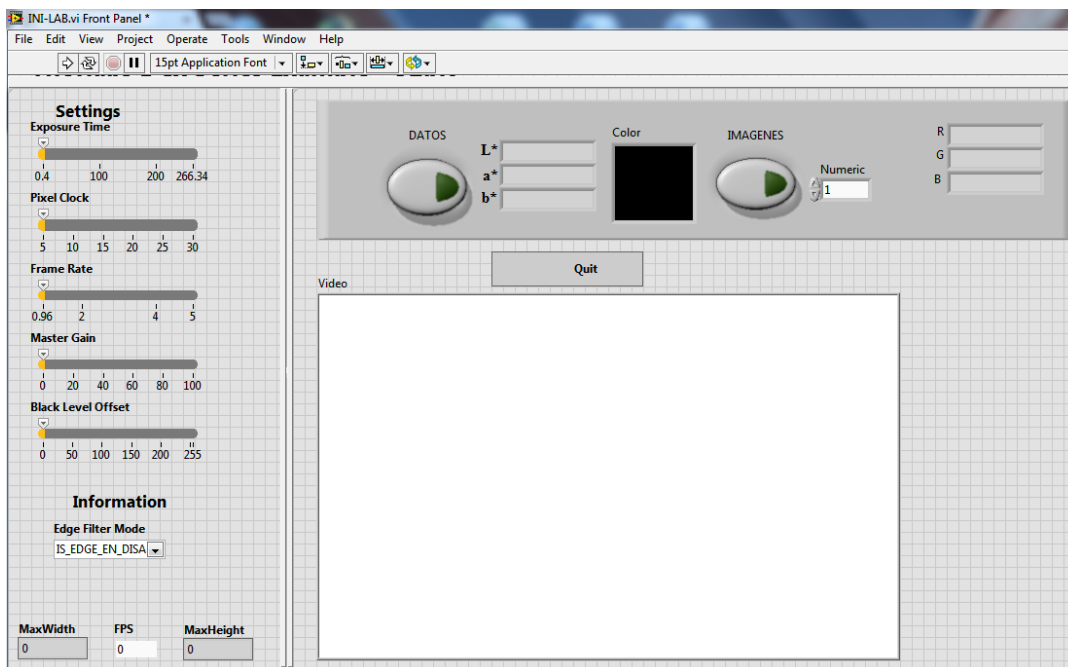 INI-LAB.vi Front Panel *
File Edit View Project Operate Tools Window Help
15pt Application Font
Settings
Exposure Time
0.4 100 200 266.34
Pixel Clock
5 10 15 20 25 30
Frame Rate
0.96 2 4 5
Master Gain
0 20 40 60 80 100
Black Level Offset
0 50 100 150 200 255
Information
Edge Filter Mode
IS_EDGE_EN_DISA
MaxWidth FPS MaxHeight
0 0 0
DATOS
L*
a*
b*
Color
IMAGENES
Numeric
1
R
G
B
Quit
Video